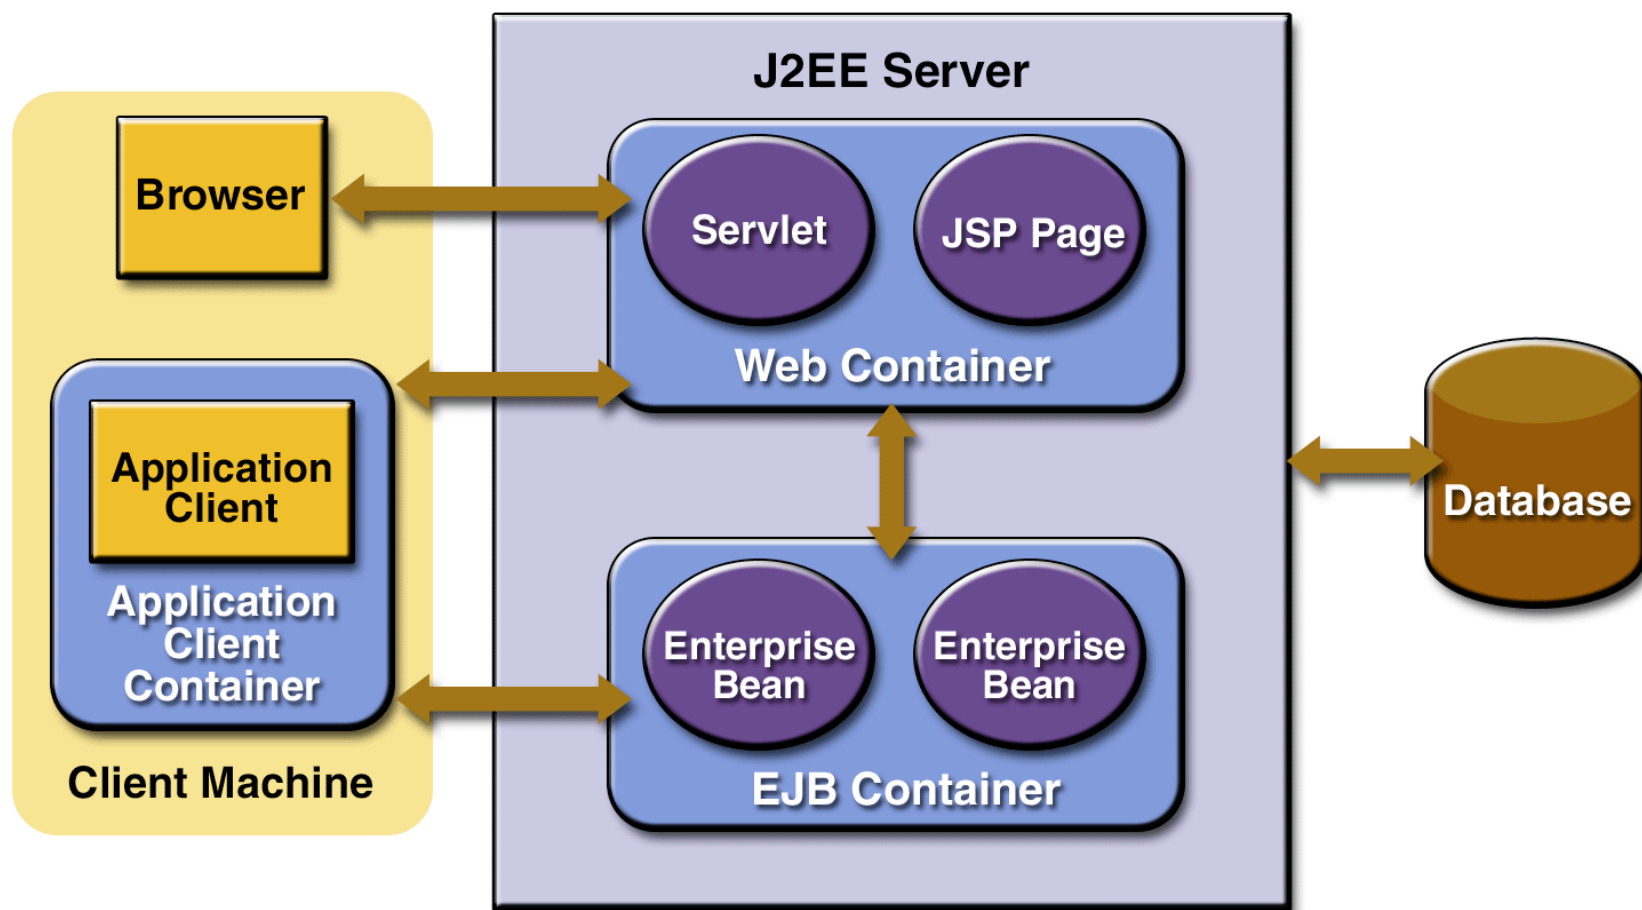 J2EE Server
Browser
Servlet
JSP Page
Web Container
Application
Client
Application
Client
Container
Client Machine
Enterprise
Bean
Enterprise
Bean
EJB Container
Database